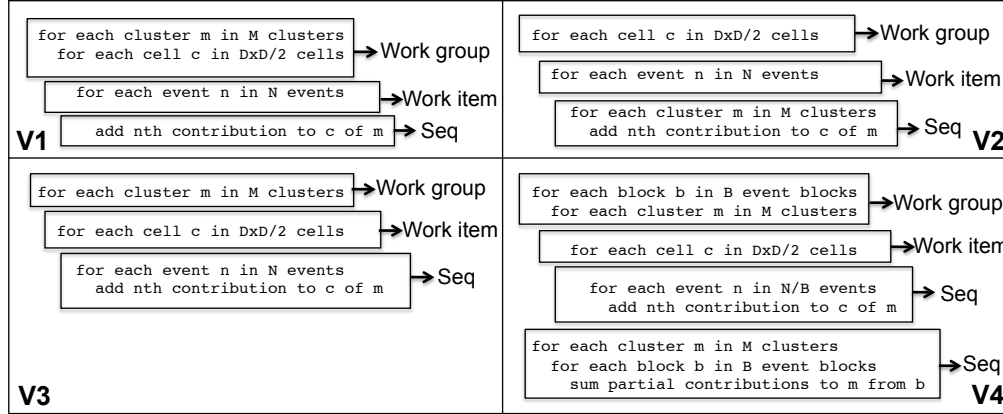 for each cluster m in M clusters
for each cell c in DxD/2 cells
Work group
for each event n in N events
Work item
add nth contribution to c of m
Seq
V1
for each cell c in DxD/2 cells
Work group
for each event n in N events
Work item
for each cluster m in M clusters
add nth contribution to c of m
Seq
V2
for each cluster m in M clusters
Work group
for each cell c in DxD/2 cells
Work item
for each event n in N events
add nth contribution to c of m
Seq
V3
for each block b in B event blocks
for each cluster m in M clusters
Work group
for each cell c in DxD/2 cells
Work item
for each event n in N/B events
add nth contribution to c of m
Seq
for each cluster m in M clusters
for each block b in B event blocks
sum partial contributions to m from b
Seq
V4